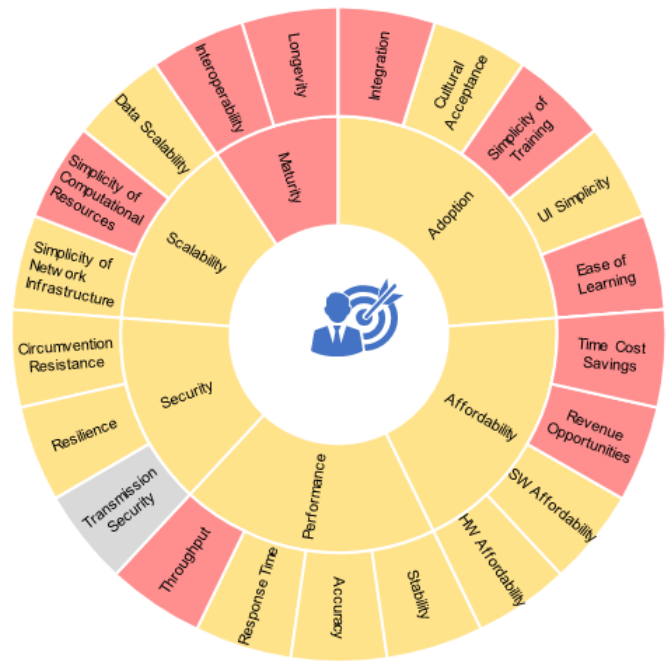 Integration
Cultural
Acceptance
Simplicity of
Training
UI Simplicity
Ease of
Learning
Time Cost
Savings
Revenue
Opportunities
SW Affordability
HW Affordability
Stability
Accuracy
Response Time
Throughput
Transmission
Security
Resilience
Circumvention
Resistance
Simplicity of
Network
Infrastructure
Simplicity of
Computational
Resources
Data Scalability
Interoperability
Longevity
Adoption
Affordability
Performance
Security
Scalability
Maturity